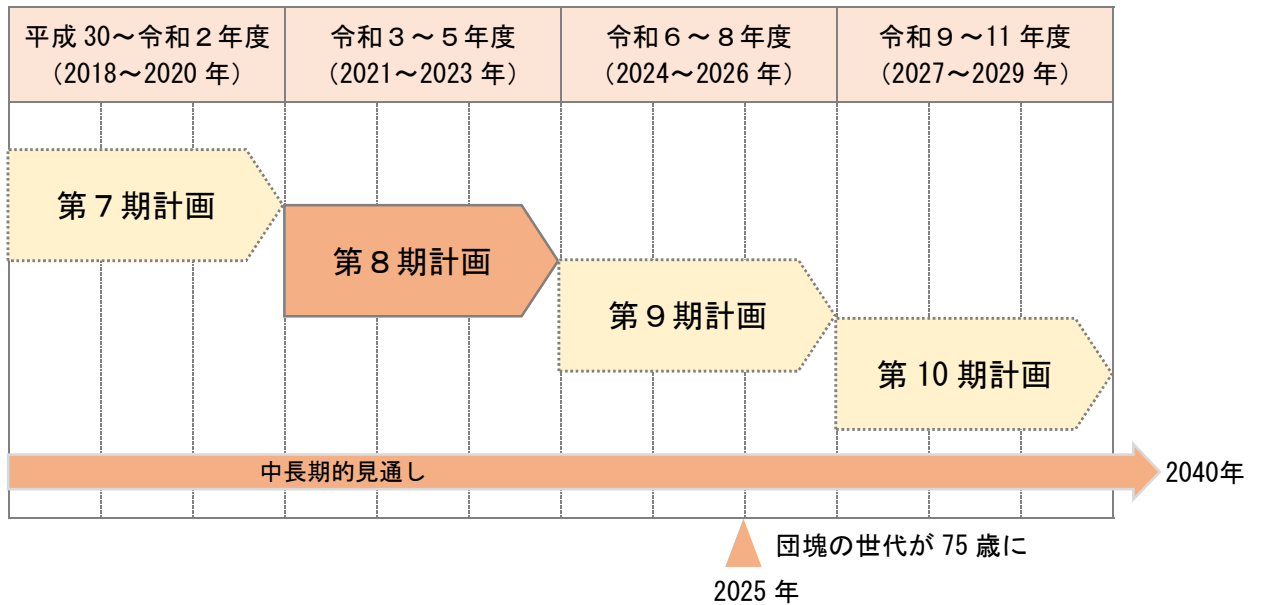 平成 30～令和２年度
（2018～2020 年）
令和３～５年度
（2021～2023 年）
令和６～８年度
（2024～2026 年）
令和９～11 年度
（2027～2029 年）
第７期計画
第８期計画
第９期計画
第 10 期計画
中長期的見通し
2040年
団塊の世代が 75 歳に
2025 年